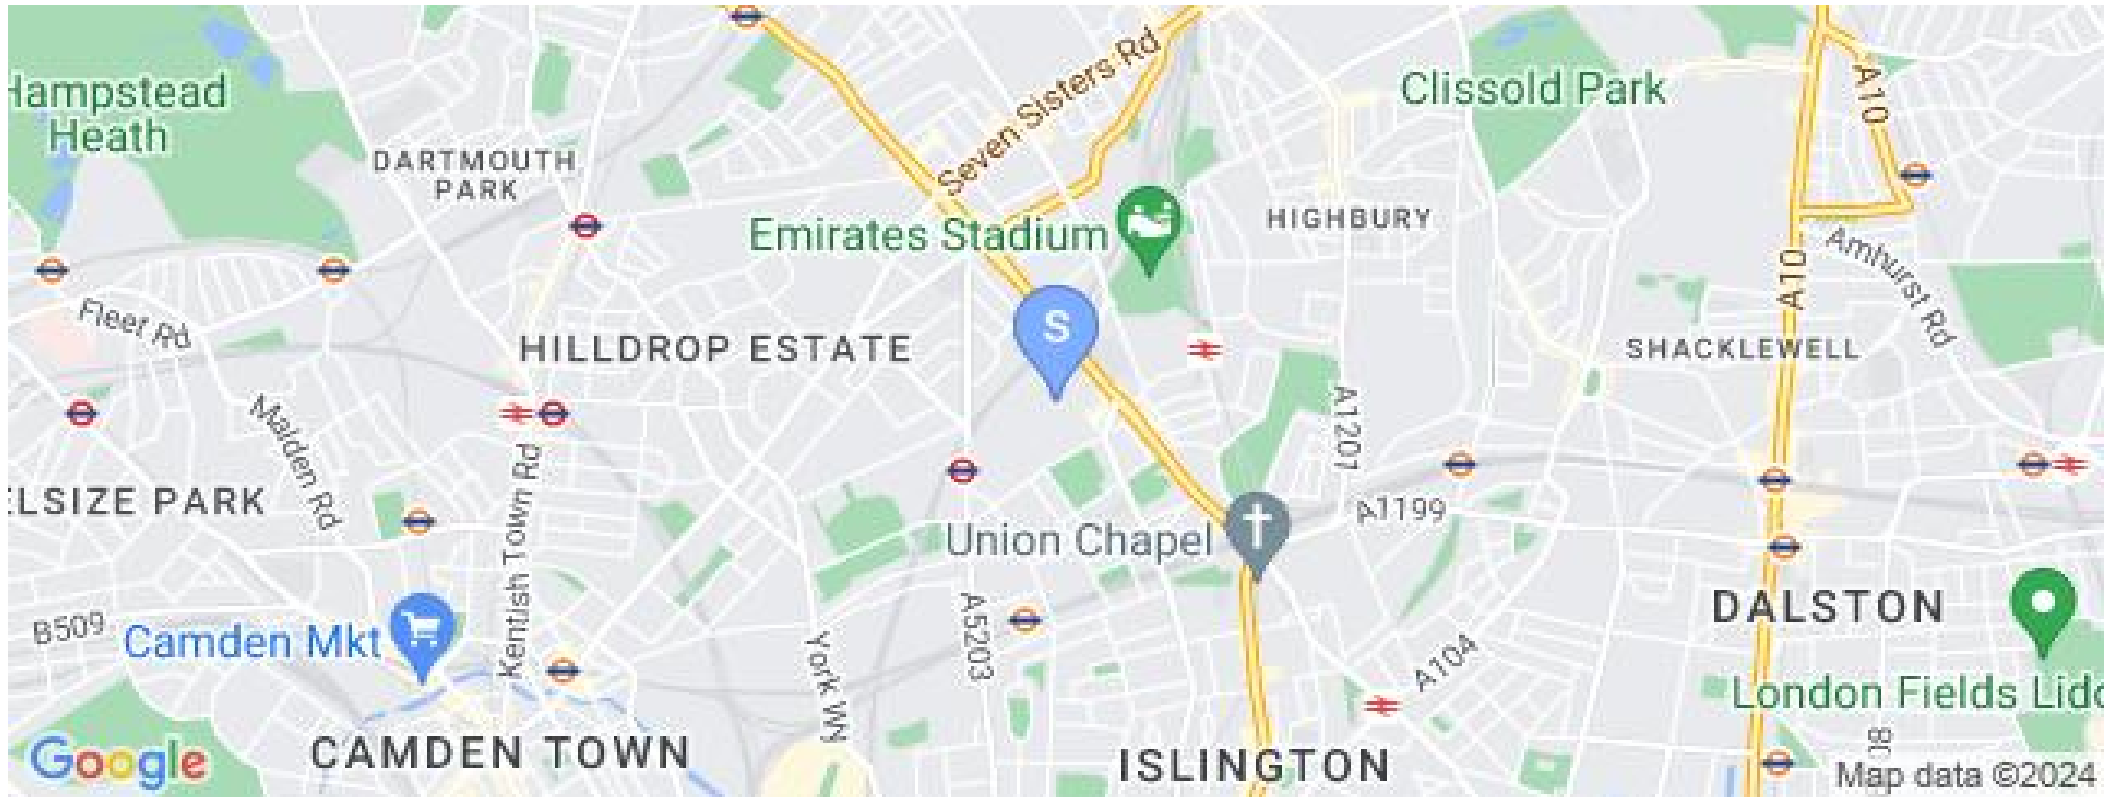 Seven Sisters Rd
Hampstead
Heath
Clissold Park
A10
DARTMOUTH
PARK
Emirates Stadium
HIGHBURY
Amhurst Rd
A10
Fleet Rd
S
HILLDROP ESTATE
SHACKLEWELL
Malden Rd
A1201
ELSIZE PARK
Kentish Town Rd
A1199
Union Chapel
B509
Camden Mkt
A5203
York Wy
A104
DALSTON
London Fields Lido
CAMDEN TOWN
ISLINGTON
Google
Map data ©2024